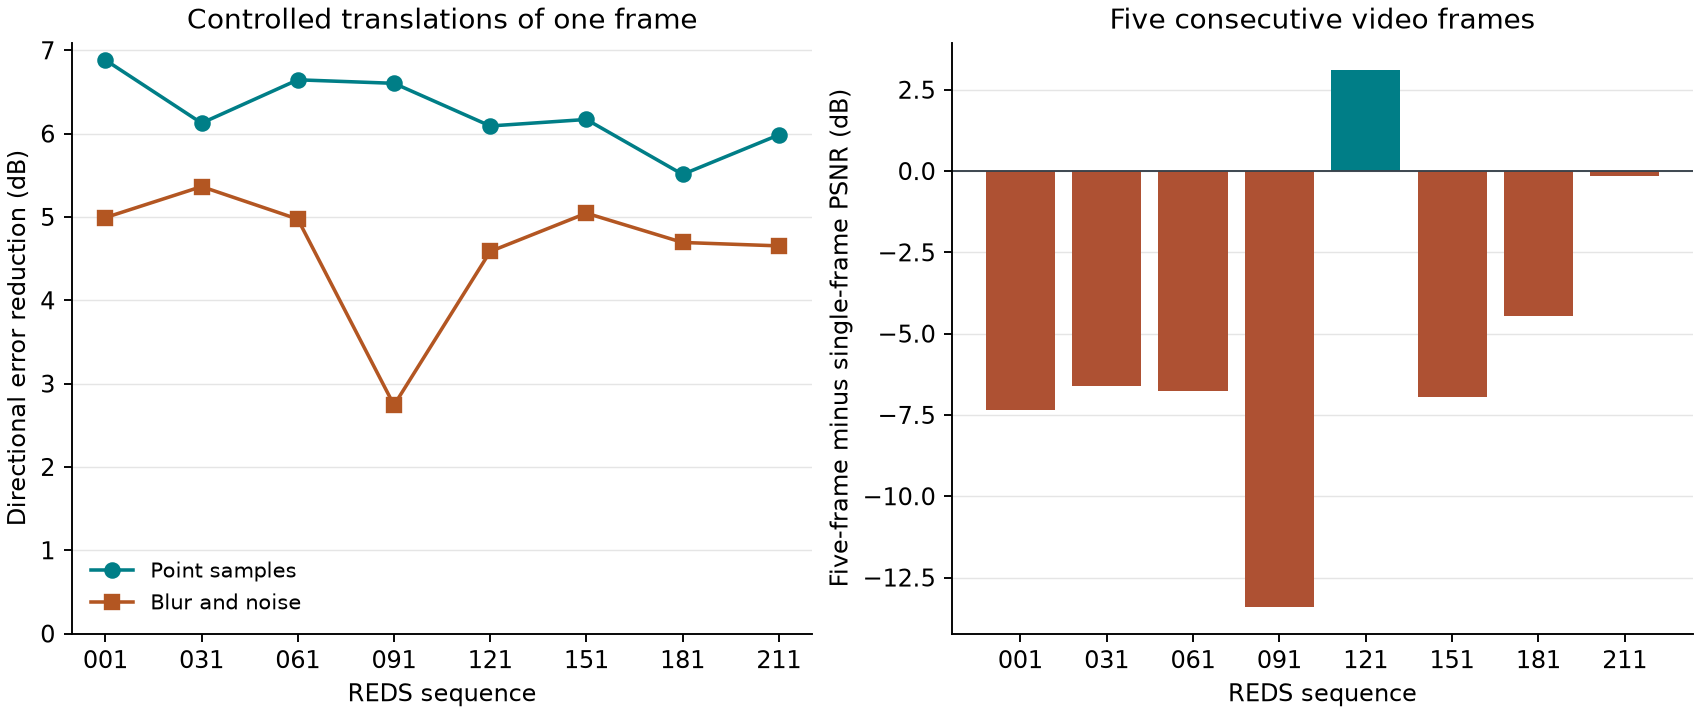 Controlled translations of one frame
Directional error reduction (dB)
7
6
5
4
3
2
1
0
Point samples
Blur and noise
001 031 061 091 121 151 181 211
REDS sequence
Five consecutive video frames
Five-frame minus single-frame PSNR (dB)
2.5
0.0
−2.5
−5.0
−7.5
−10.0
−12.5
001 031 061 091 121 151 181 211
REDS sequence